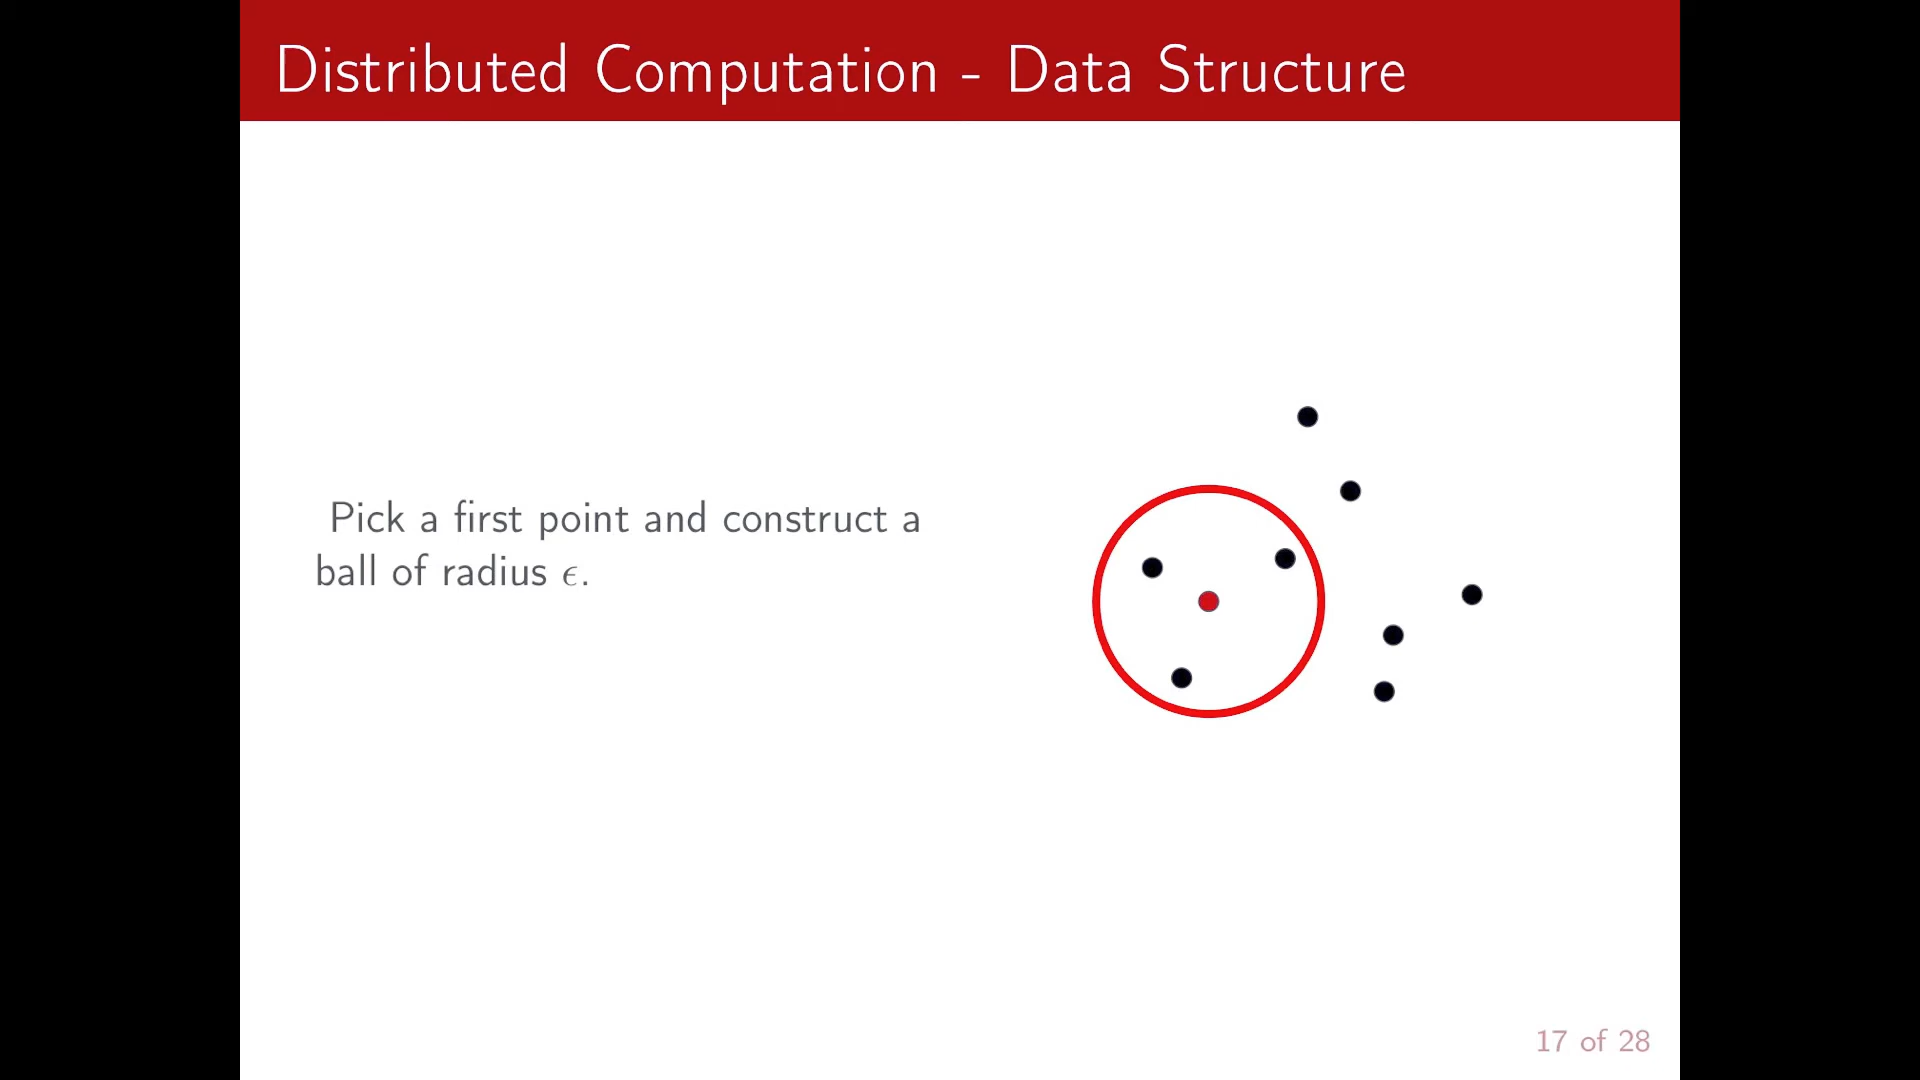 Distributed Computation - Data Structure
Pick a first point and construct a
ball of radius ϵ.
17 of 28